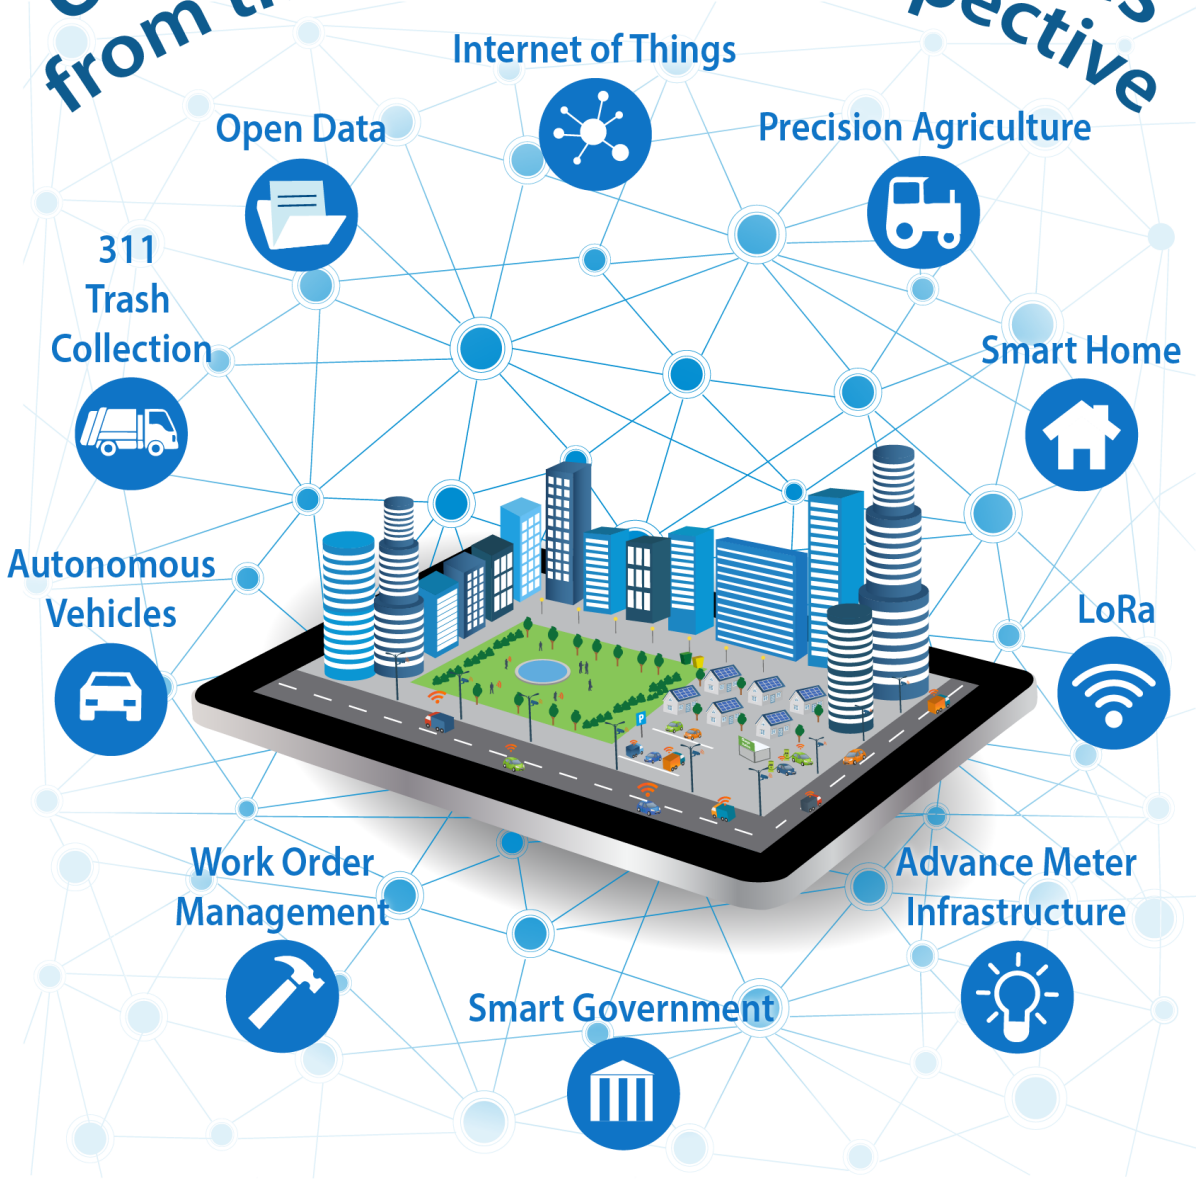 from
Internet of Things
Open Data
Precision Agriculture
311
Trash
Collection
Smart Home
Autonomous
Vehicles
LoRa
P
Work Order
Management
Advance Meter
Infrastructure
Smart Government